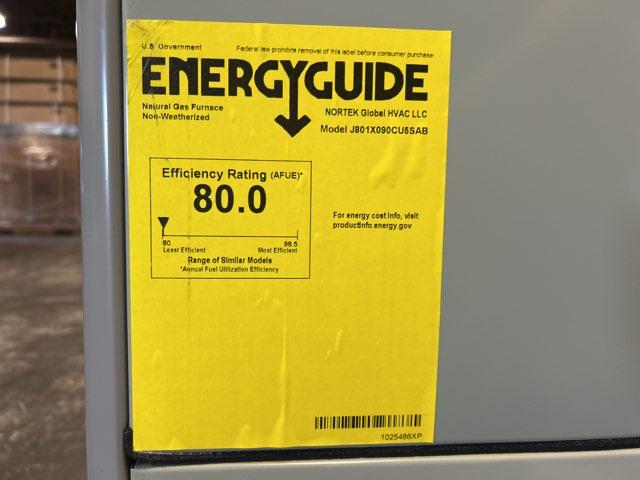 U.S. Government
Federal law prohibits removal of this label before consumer purchase
ENERGYGUIDE
Natural Gas Furnace
Non-Weatherized
NORTEK Global HVAC LLC
Model J801X090CU5SAB
Efficiency Rating (AFUE)*
80.0
80 98.5
Least Efficient Most Efficient
Range of Similar Models
*Annual Fuel Utilization Efficiency
For energy cost info, visit
productinfo.energy.gov
1025486XP